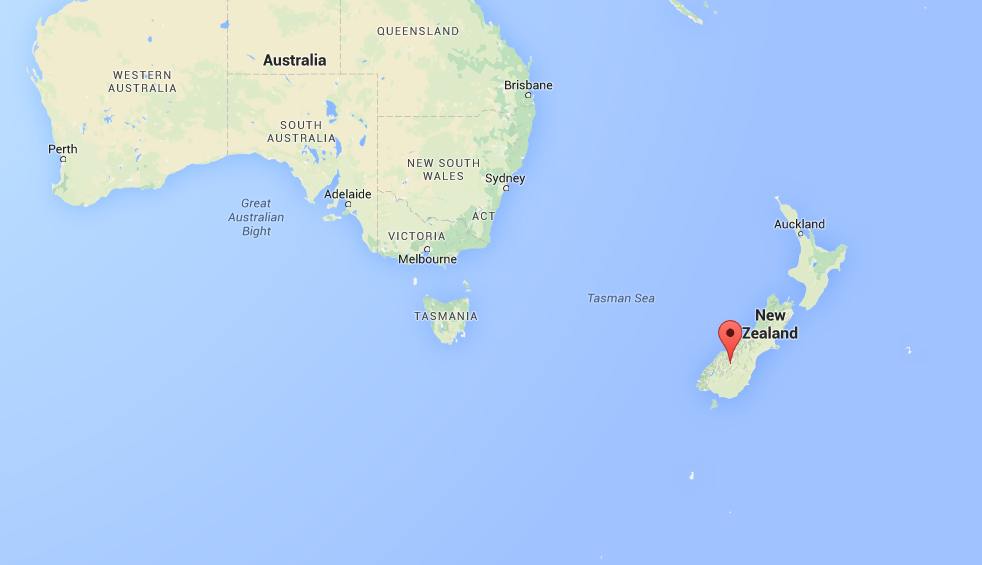 QUEENSLAND
Australia
WESTERN
AUSTRALIA
Brisbane
SOUTH
AUSTRALIA
Perth
NEW SOUTH
WALES
Sydney
Adelaide
Great
Australian
Bight
ACT
Auckland
VICTORIA
Melbourne
Tasman Sea
TASMANIA
New
Zealand